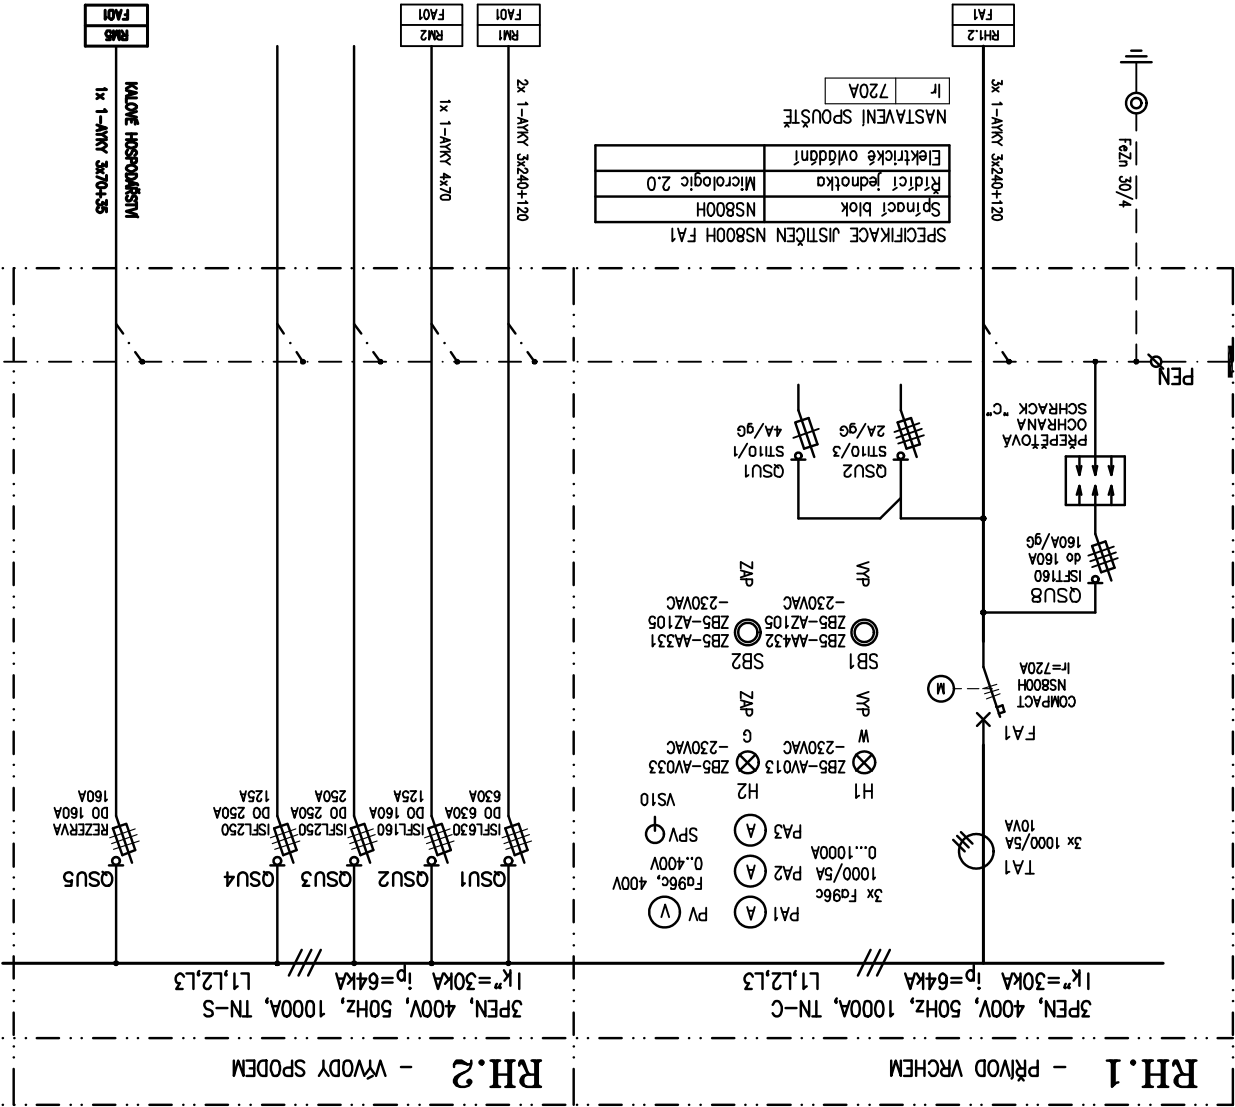 RH.1 – PŘÍVOD VRCHEM
RH.2 – VÝVODY SPODEM
3PEN, 400V, 50Hz, 1000A, TN-C
Ik"=30kA ip=64kA L1,L2,L3
3PEN, 400V, 50Hz, 1000A, TN-S
Ik"=30kA ip=64kA L1,L2,L3
TA1
3x 1000/5A
10VA
PA1
PA2
PA3
A
A
A
3x Fa96c
1000/5A
0...1000A
PV
V
Fa96c, 400V
0..400V
SPV
VS10
H1
ZB5-AV013
~230VAC
W
VYP
H2
ZB5-AV033
~230VAC
G
ZAP
FA1
COMPACT
NS800H
Ir=720A
M
SB1
ZB5-AA432
ZB5-AZ105
~230VAC
VYP
SB2
ZB5-AA331
ZB5-AZ105
~230VAC
ZAP
QSU8
ISFT160
do 160A
160A/gG
PŘEPĚŤOVÁ
OCHRANA
SCHRACK "C"
QSU2
STI10/3
2A/gG
QSU1
STI10/1
4A/gG
PEN
FeZn 30/4
QSU1
ISFL630
DO 630A
630A
QSU2
ISFL160
DO 160A
125A
QSU3
ISFL250
DO 250A
250A
QSU4
ISFL250
DO 250A
125A
QSU5
REZERVA
DO 160A
160A
SPECIFIKACE JISTIČEN NS800H FA1
Spínací blok NS800H
Řídící jednotka Micrologic 2.0
Elektrické ovládání
NASTAVENÍ SPOUŠTĚ
Ir 720A
3x 1-AYKY 3x240+120
RH1.2
FA1
2x 1-AYKY 3x240+120
RM1
FA01
1x 1-AYKY 4x70
RM2
FA01
KALOVÉ HOSPODÁŘSTVÍ
1x 1-AYKY 3x70+35
RM5
FA01